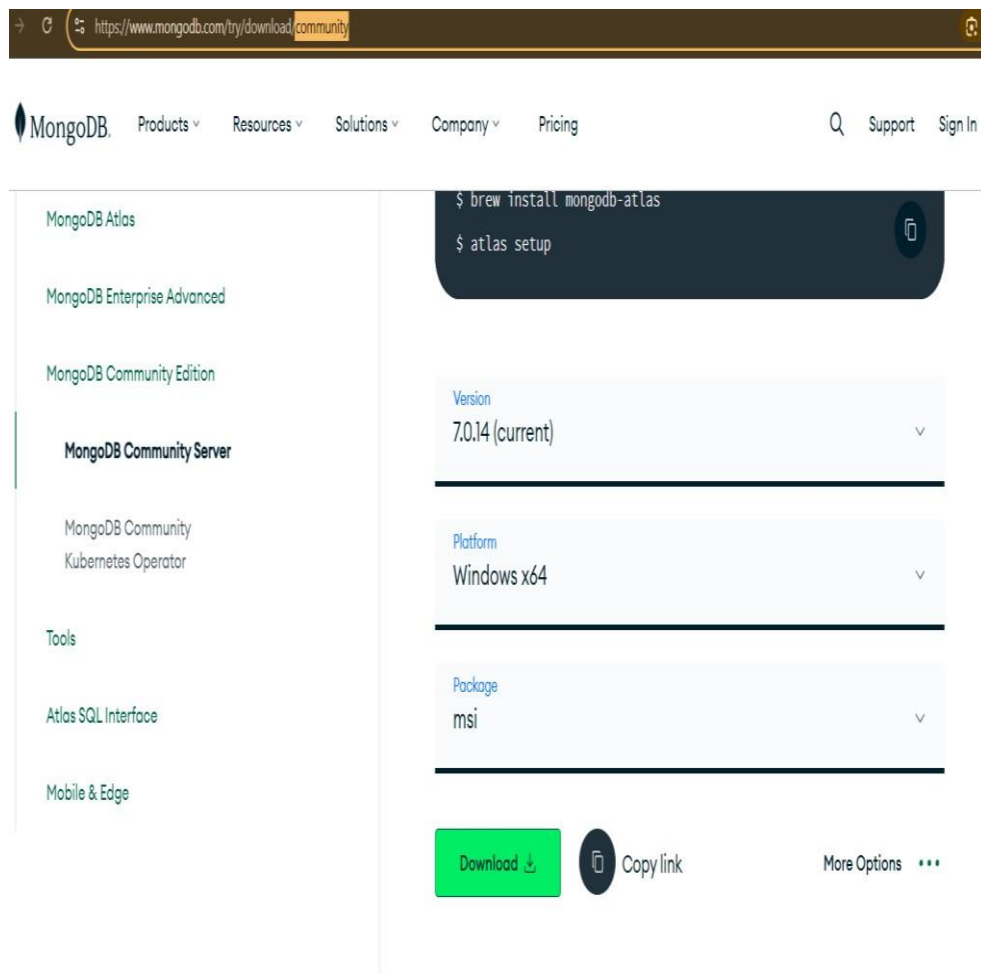 https://www.mongodb.com/try/download/community
MongoDB. Products Resources Solutions Company Pricing Support Sign In
MongoDB Atlas
MongoDB Enterprise Advanced
MongoDB Community Edition
MongoDB Community Server
MongoDB Community
Kubernetes Operator
Tools
Atlas SQL Interface
Mobile & Edge
$ brew install mongodb-atlas
$ atlas setup
Version
7.0.14 (current)
Platform
Windows x64
Package
msi
Download
Copy link
More Options